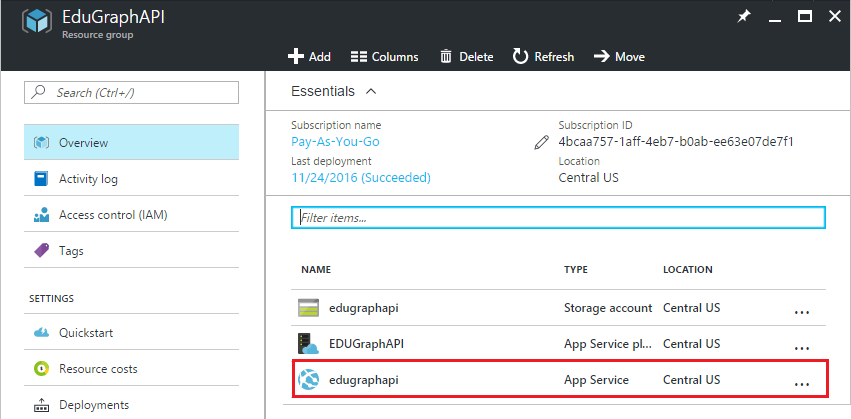 EduGraphAPI
Resource group
Add Columns Delete Refresh Move
Search (Ctrl+/)
Overview
Activity log
Access control (IAM)
Tags
SETTINGS
Quickstart
Resource costs
Deployments
Essentials
Subscription name
Pay-As-You-Go
Last deployment
11/24/2016 (Succeeded)
Subscription ID
4bcaa757-1aff-4eb7-b0ab-ee63e07de7f1
Location
Central US
Filter items...
NAME TYPE LOCATION
edugraphapi Storage account Central US ...
EDUGraphAPI App Service pl... Central US ...
edugraphapi App Service Central US ...